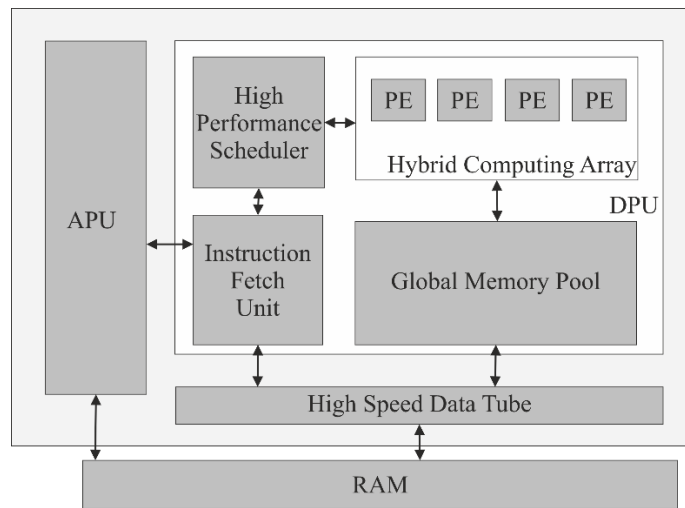 High
Performance
Scheduler
PE PE PE PE
Hybrid Computing Array
DPU
APU
Instruction
Fetch
Unit
Global Memory Pool
High Speed Data Tube
RAM